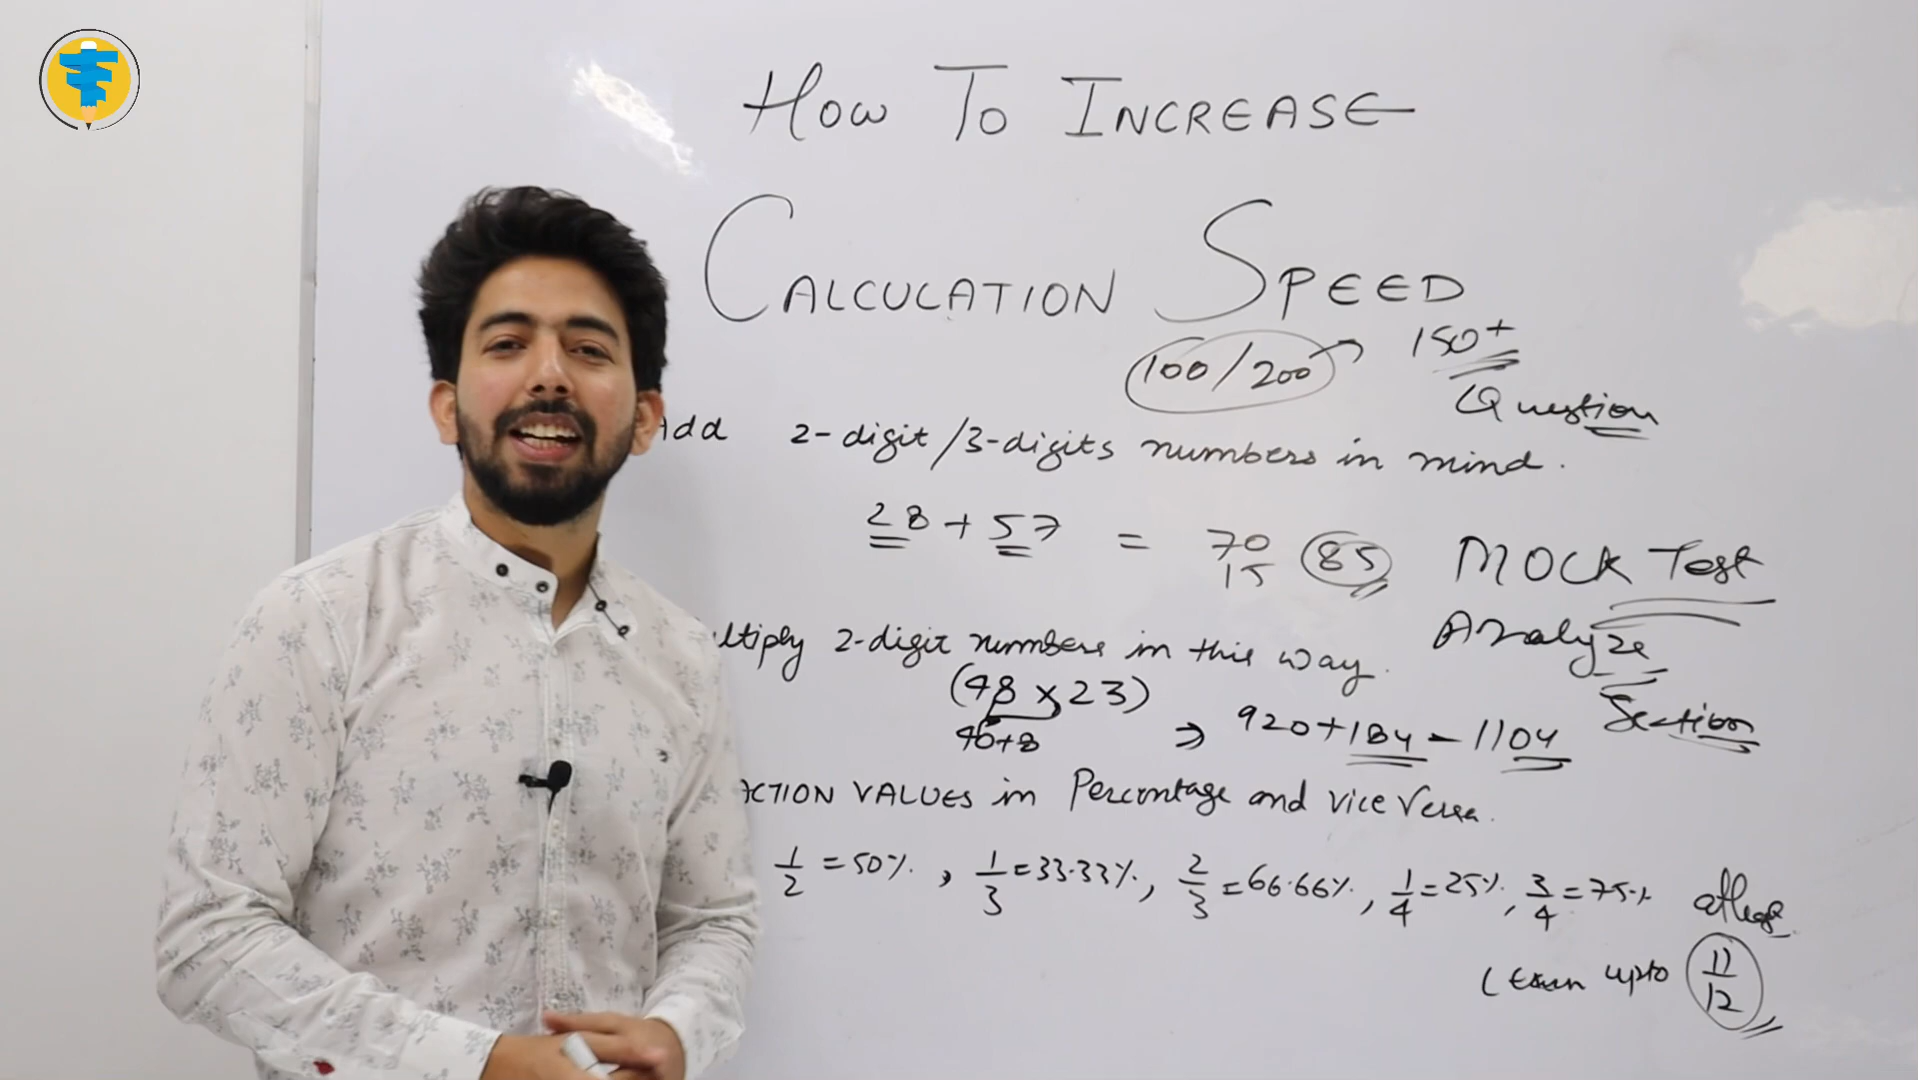 How To INCREASE
CALCULATION SPEED
100/200 → 150+
Question
Add 2-digit/3-digits numbers in mind.
28 + 57 = 70 85
15
MOCK Test
Analyze
Section
ultiply 2-digit numbers in this way.
(48 x 23)
40+8 ⇒ 920+184 - 1104
ACTION VALUES in Percentage and vice versa.
1/2 = 50%, 1/3 = 33.33%, 2/3 = 66.66%, 1/4 = 25%, 3/4 = 75%
atleast
Learn upto 11/12